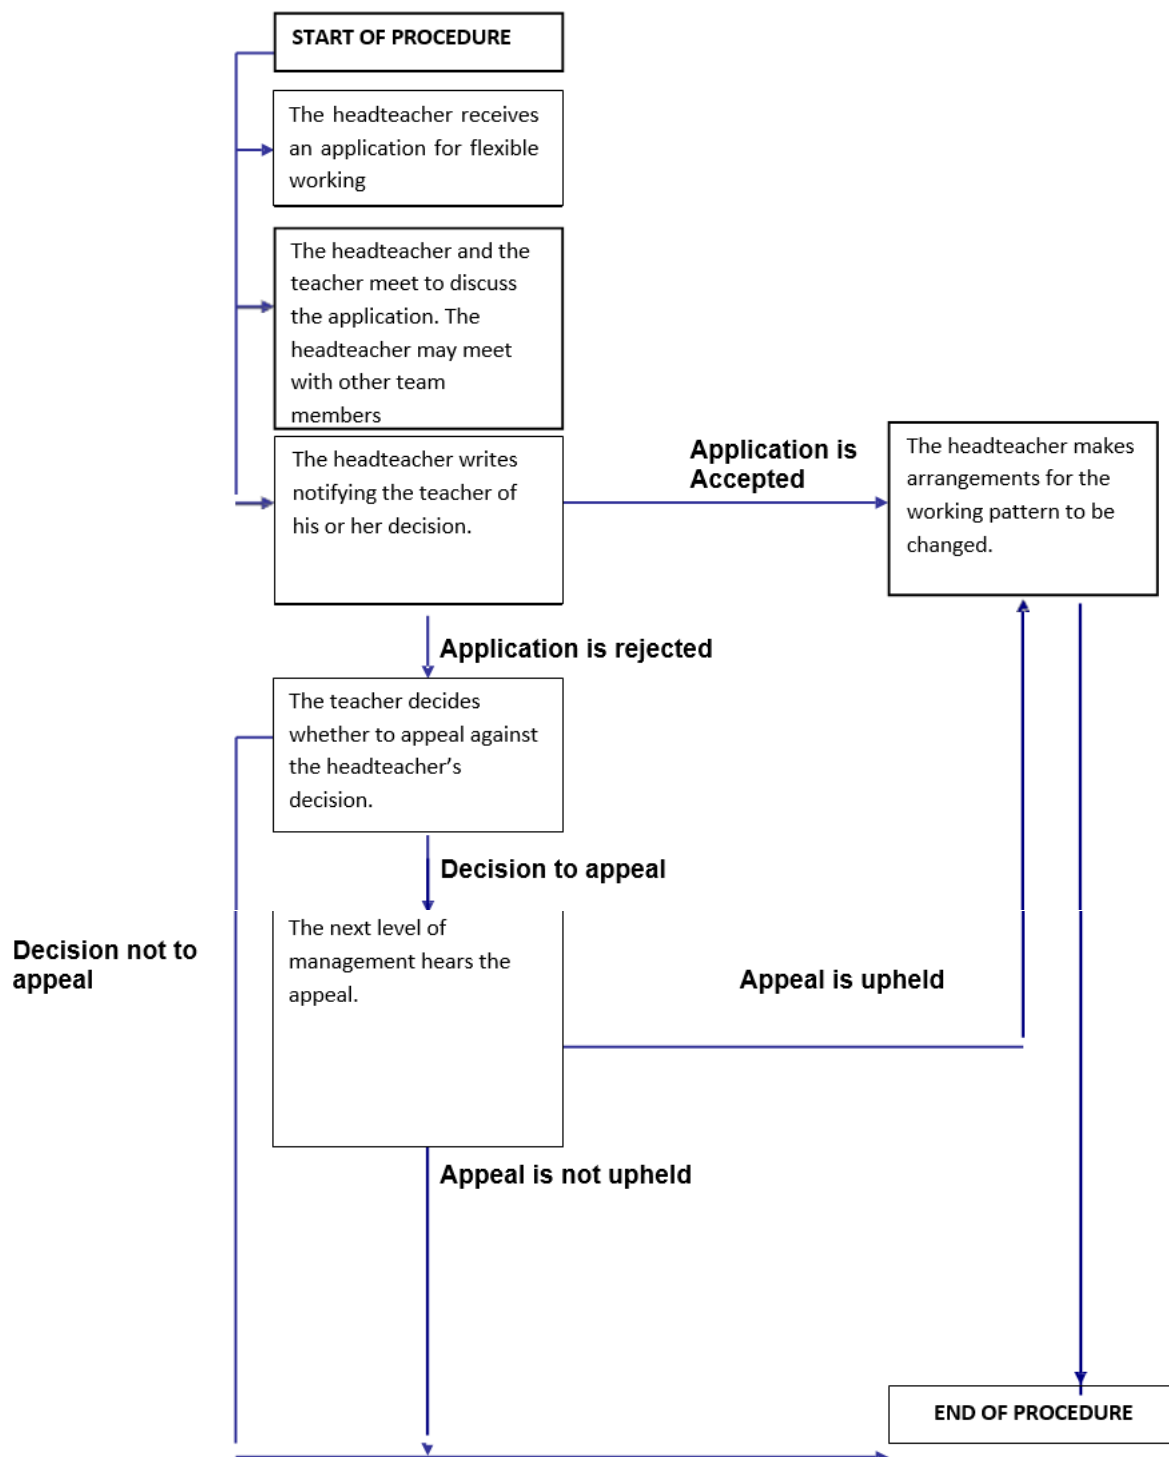 START OF PROCEDURE
The headteacher receives
an application for flexible
working
The headteacher and the
teacher meet to discuss
the application. The
headteacher may meet
with other team
members
The headteacher writes
notifying the teacher of
his or her decision.
Application is
Accepted
The headteacher makes
arrangements for the
working pattern to be
changed.
Application is rejected
The teacher decides
whether to appeal against
the headteacher’s
decision.
Decision to appeal
Decision not to
appeal
The next level of
management hears the
appeal.
Appeal is upheld
Appeal is not upheld
END OF PROCEDURE